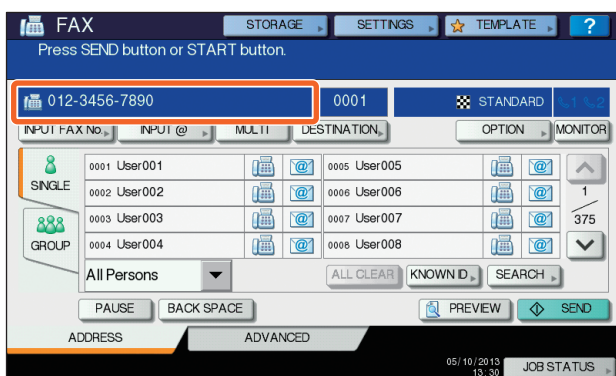 FAX STORAGE SETTINGS TEMPLATE ?
Press SEND button or START button.
012-3456-7890 0001 STANDARD 1 2
INPUT FAX No. INPUT @ MULTI DESTINATION OPTION MONITOR
SINGLE
GROUP
0001 User001 @ 0005 User005 @
0002 User002 @ 0006 User006 @
0003 User003 @ 0007 User007 @
0004 User004 @ 0008 User008 @
1
375
All Persons ALL CLEAR KNOWN ID SEARCH
PAUSE BACK SPACE PREVIEW SEND
ADDRESS ADVANCED
05/10/2013
13:30
JOB STATUS